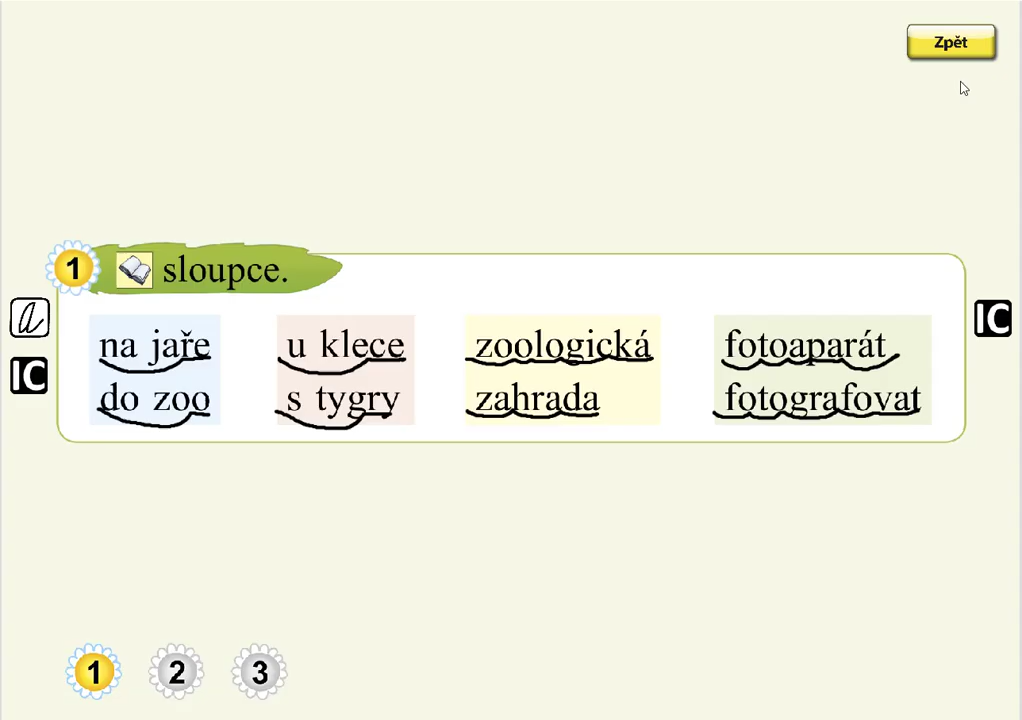 Zpět
1 sloupce.
a
IC
IC
na jaře
do zoo
u klece
s tygry
zoologická
zahrada
fotoaparát
fotografovat
1 2 3